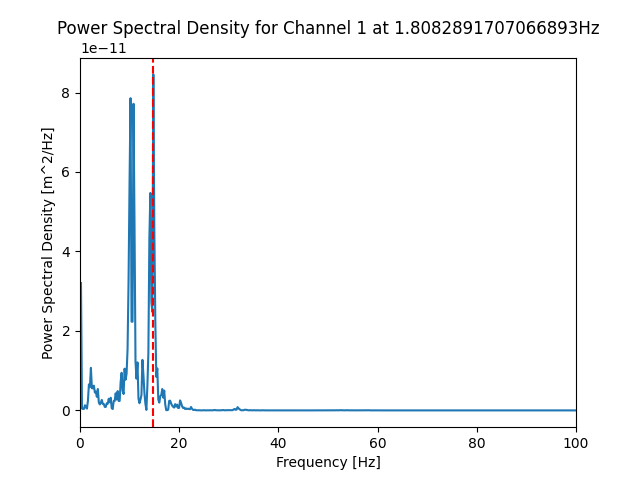 Power Spectral Density for Channel 1 at 1.8082891707066893Hz
1e−11
8
6
4
2
0
Power Spectral Density [m^2/Hz]
0 20 40 60 80 100
Frequency [Hz]